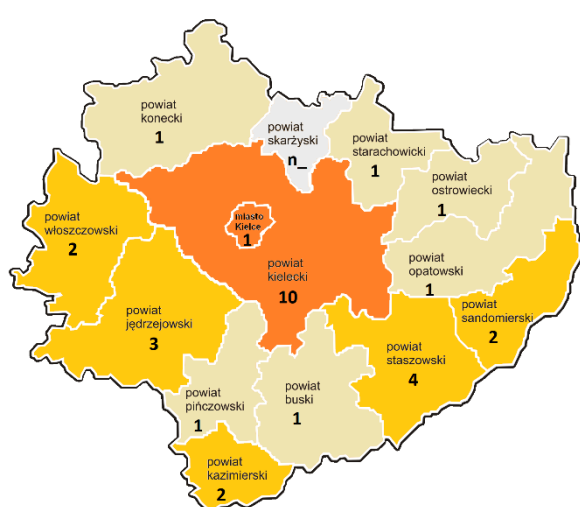 powiat
konecki
1
powiat
skarżyski
n_
powiat
starachowicki
1
powiat
ostrowiecki
1
powiat
włoszczowski
2
miasto
Kielce
1
powiat
kielecki
10
powiat
opatowski
1
powiat
jędrzejowski
3
powiat
sandomierski
2
powiat
staszowski
4
powiat
pińczowski
1
powiat
buski
1
powiat
kazimierski
2